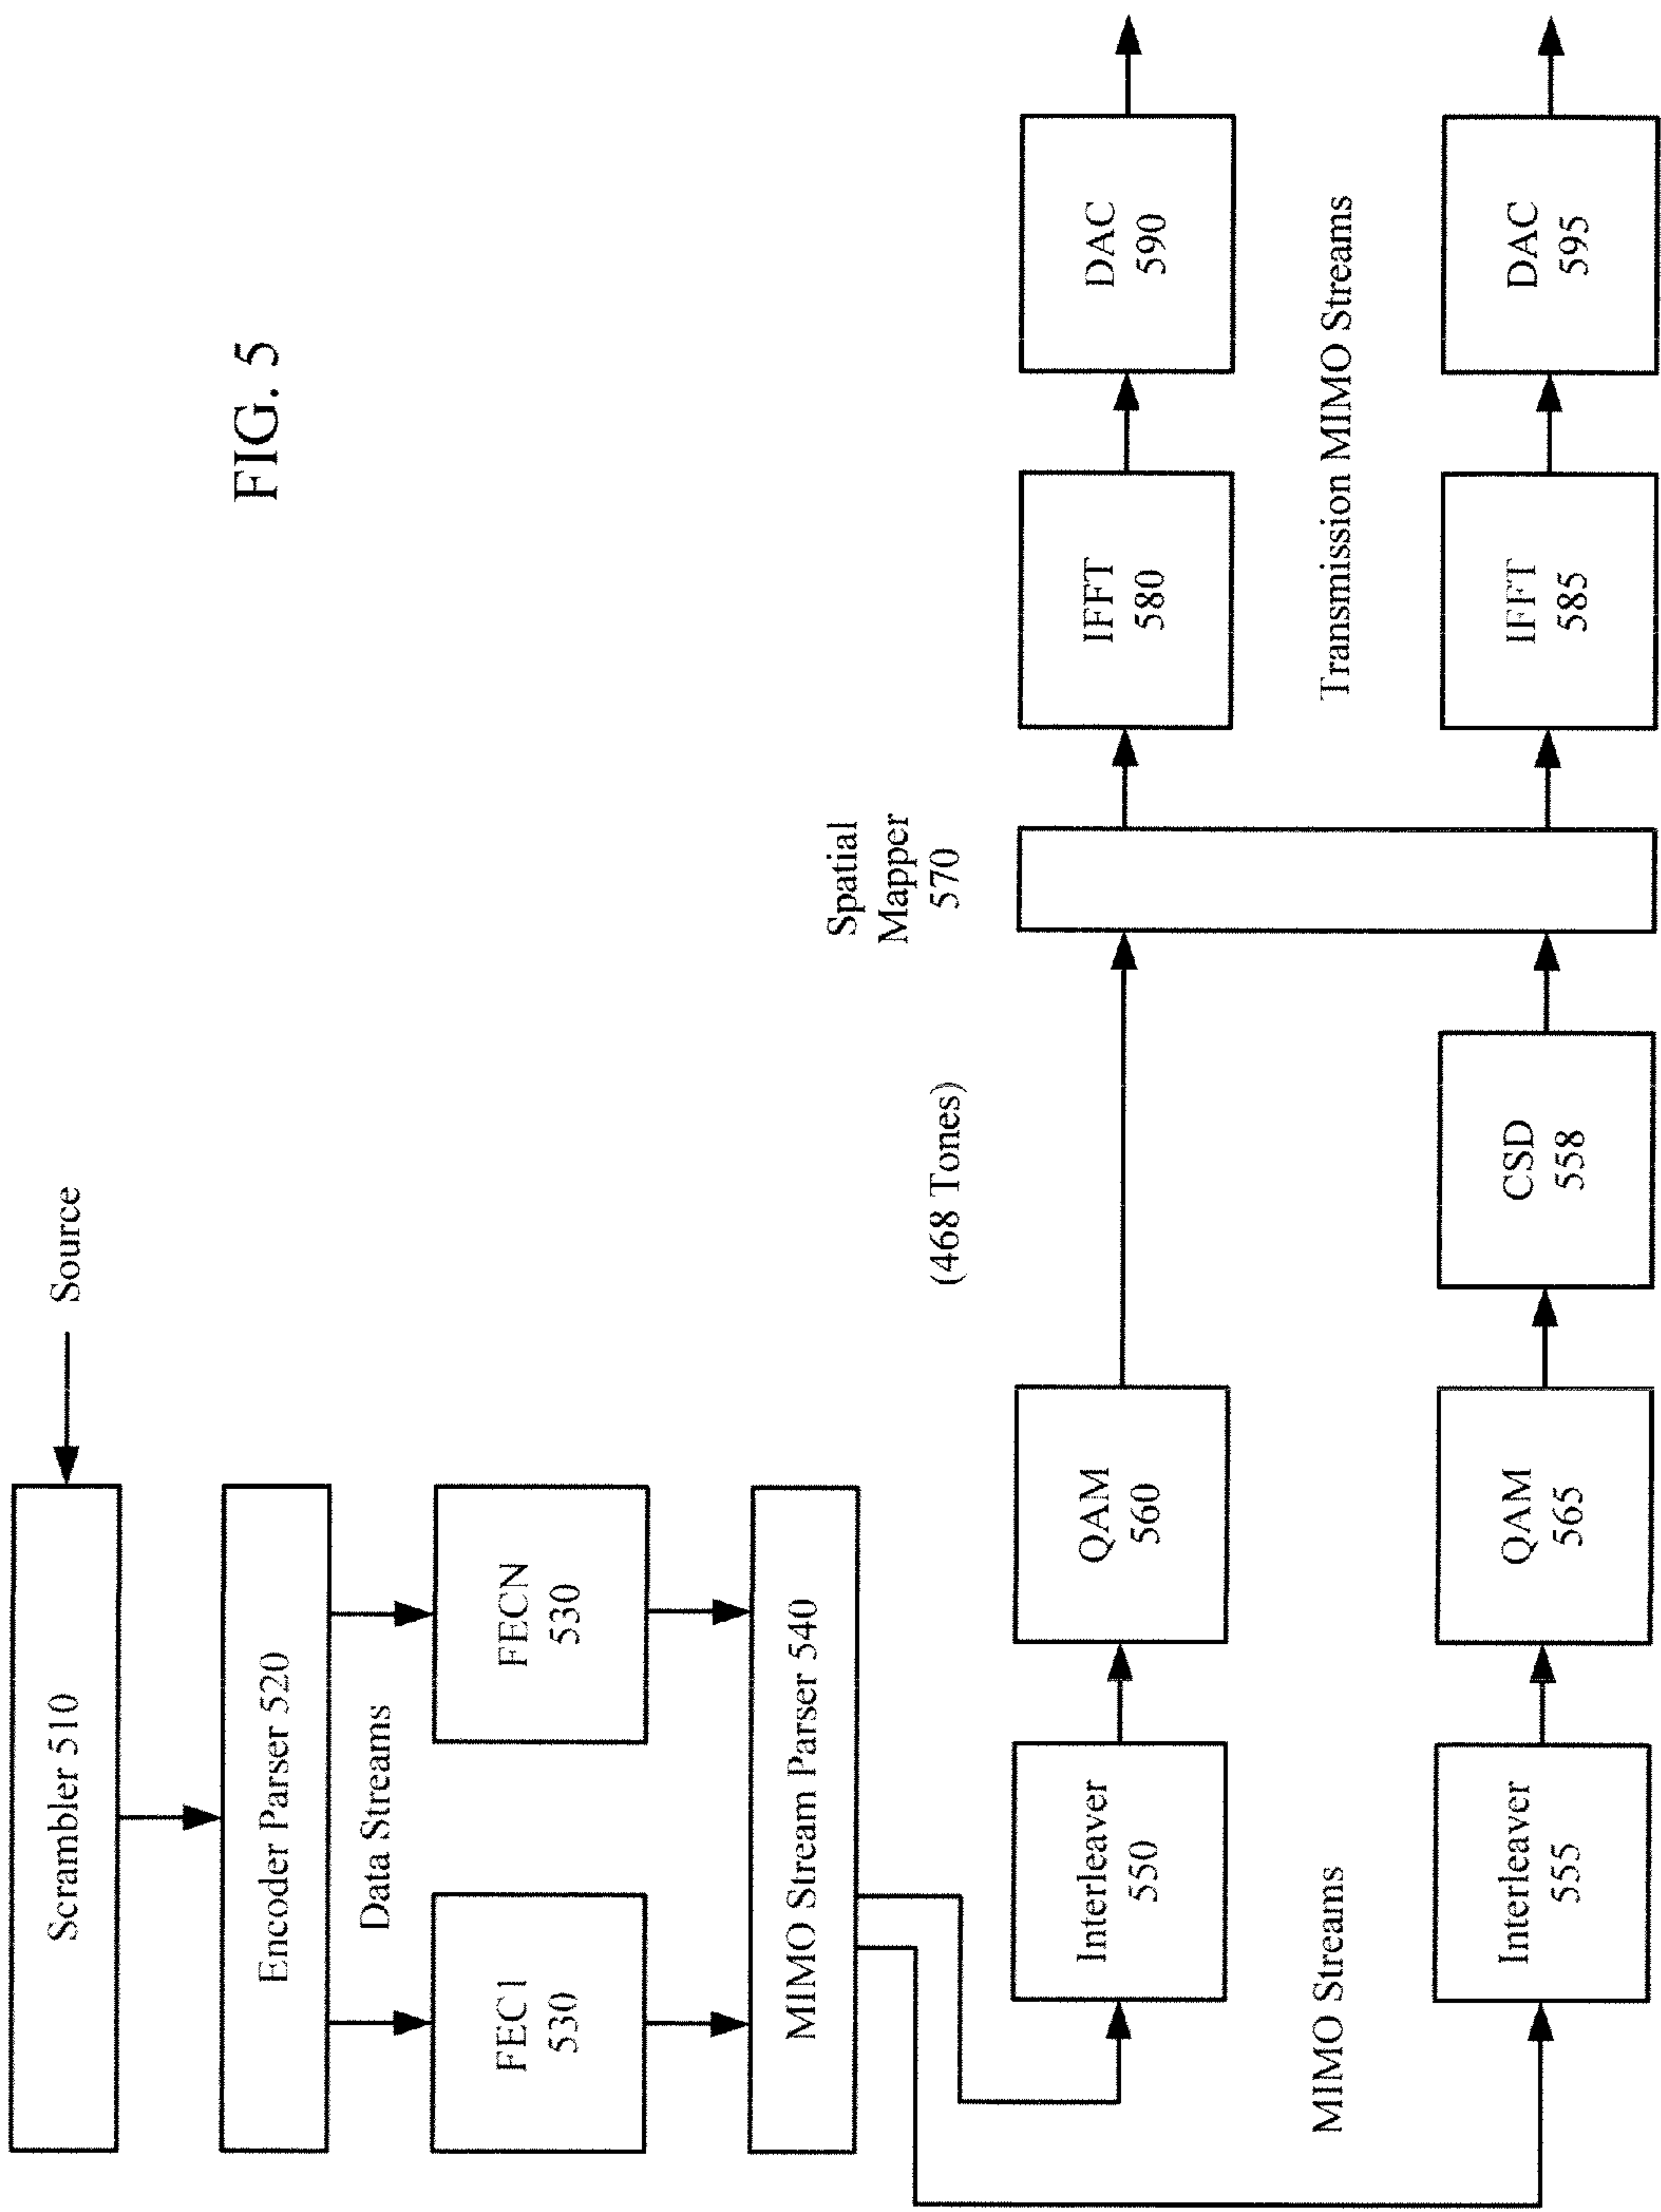 FIG. 5
Source
Scrambler 510
Encoder Parser 520
Data Streams
FEC1
530
FECN
530
MIMO Stream Parser 540
MIMO Streams
Interleaver
550
QAM
560
(468 Tones)
Spatial
Mapper
570
IFFT
580
DAC
590
Interleaver
555
QAM
565
CSD
558
IFFT
585
DAC
595
Transmission MIMO Streams